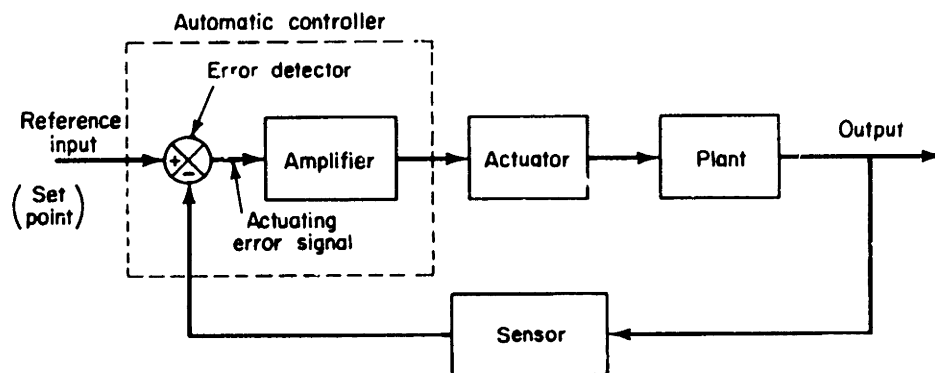 Automatic controller
Error detector
Reference
input
(Set
point)
+
-
Amplifier
Actuator
Plant
Output
Actuating
error signal
Sensor